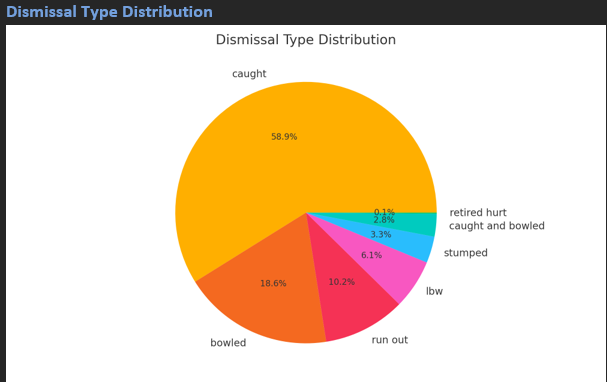 Dismissal Type Distribution
Dismissal Type Distribution
caught
58.9%
0.1%
retired hurt
2.8%
caught and bowled
3.3%
stumped
6.1%
lbw
10.2%
run out
18.6%
bowled